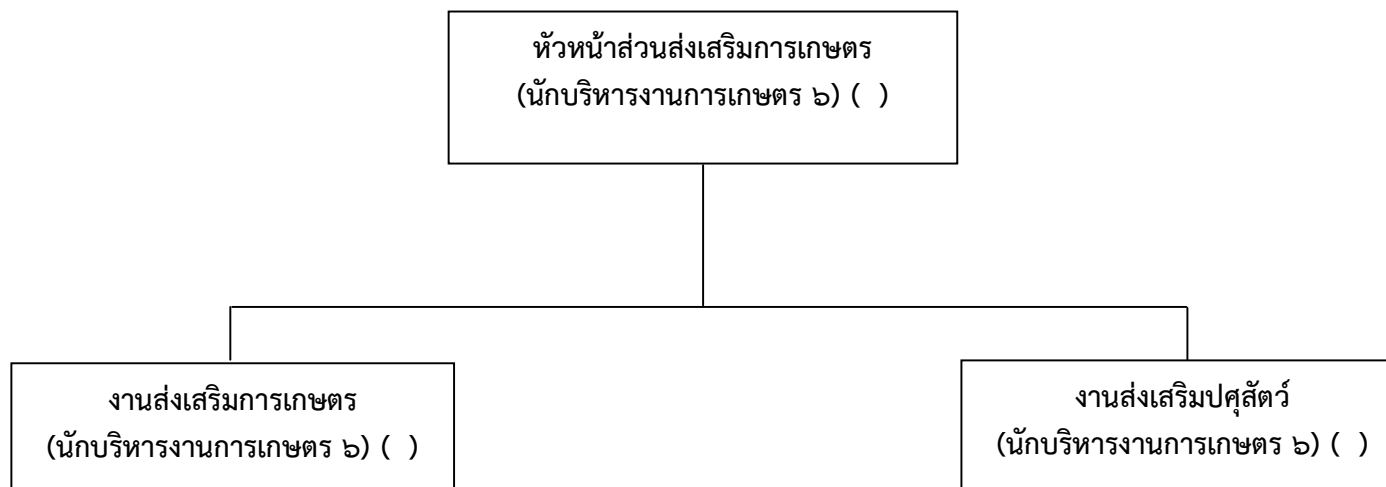 หัวหน้าส่วนส่งเสริมการเกษตร
(นักบริหารงานการเกษตร ๖) ( )
งานส่งเสริมการเกษตร
(นักบริหารงานการเกษตร ๖) ( )
งานส่งเสริมปศุสัตว์
(นักบริหารงานการเกษตร ๖) ( )